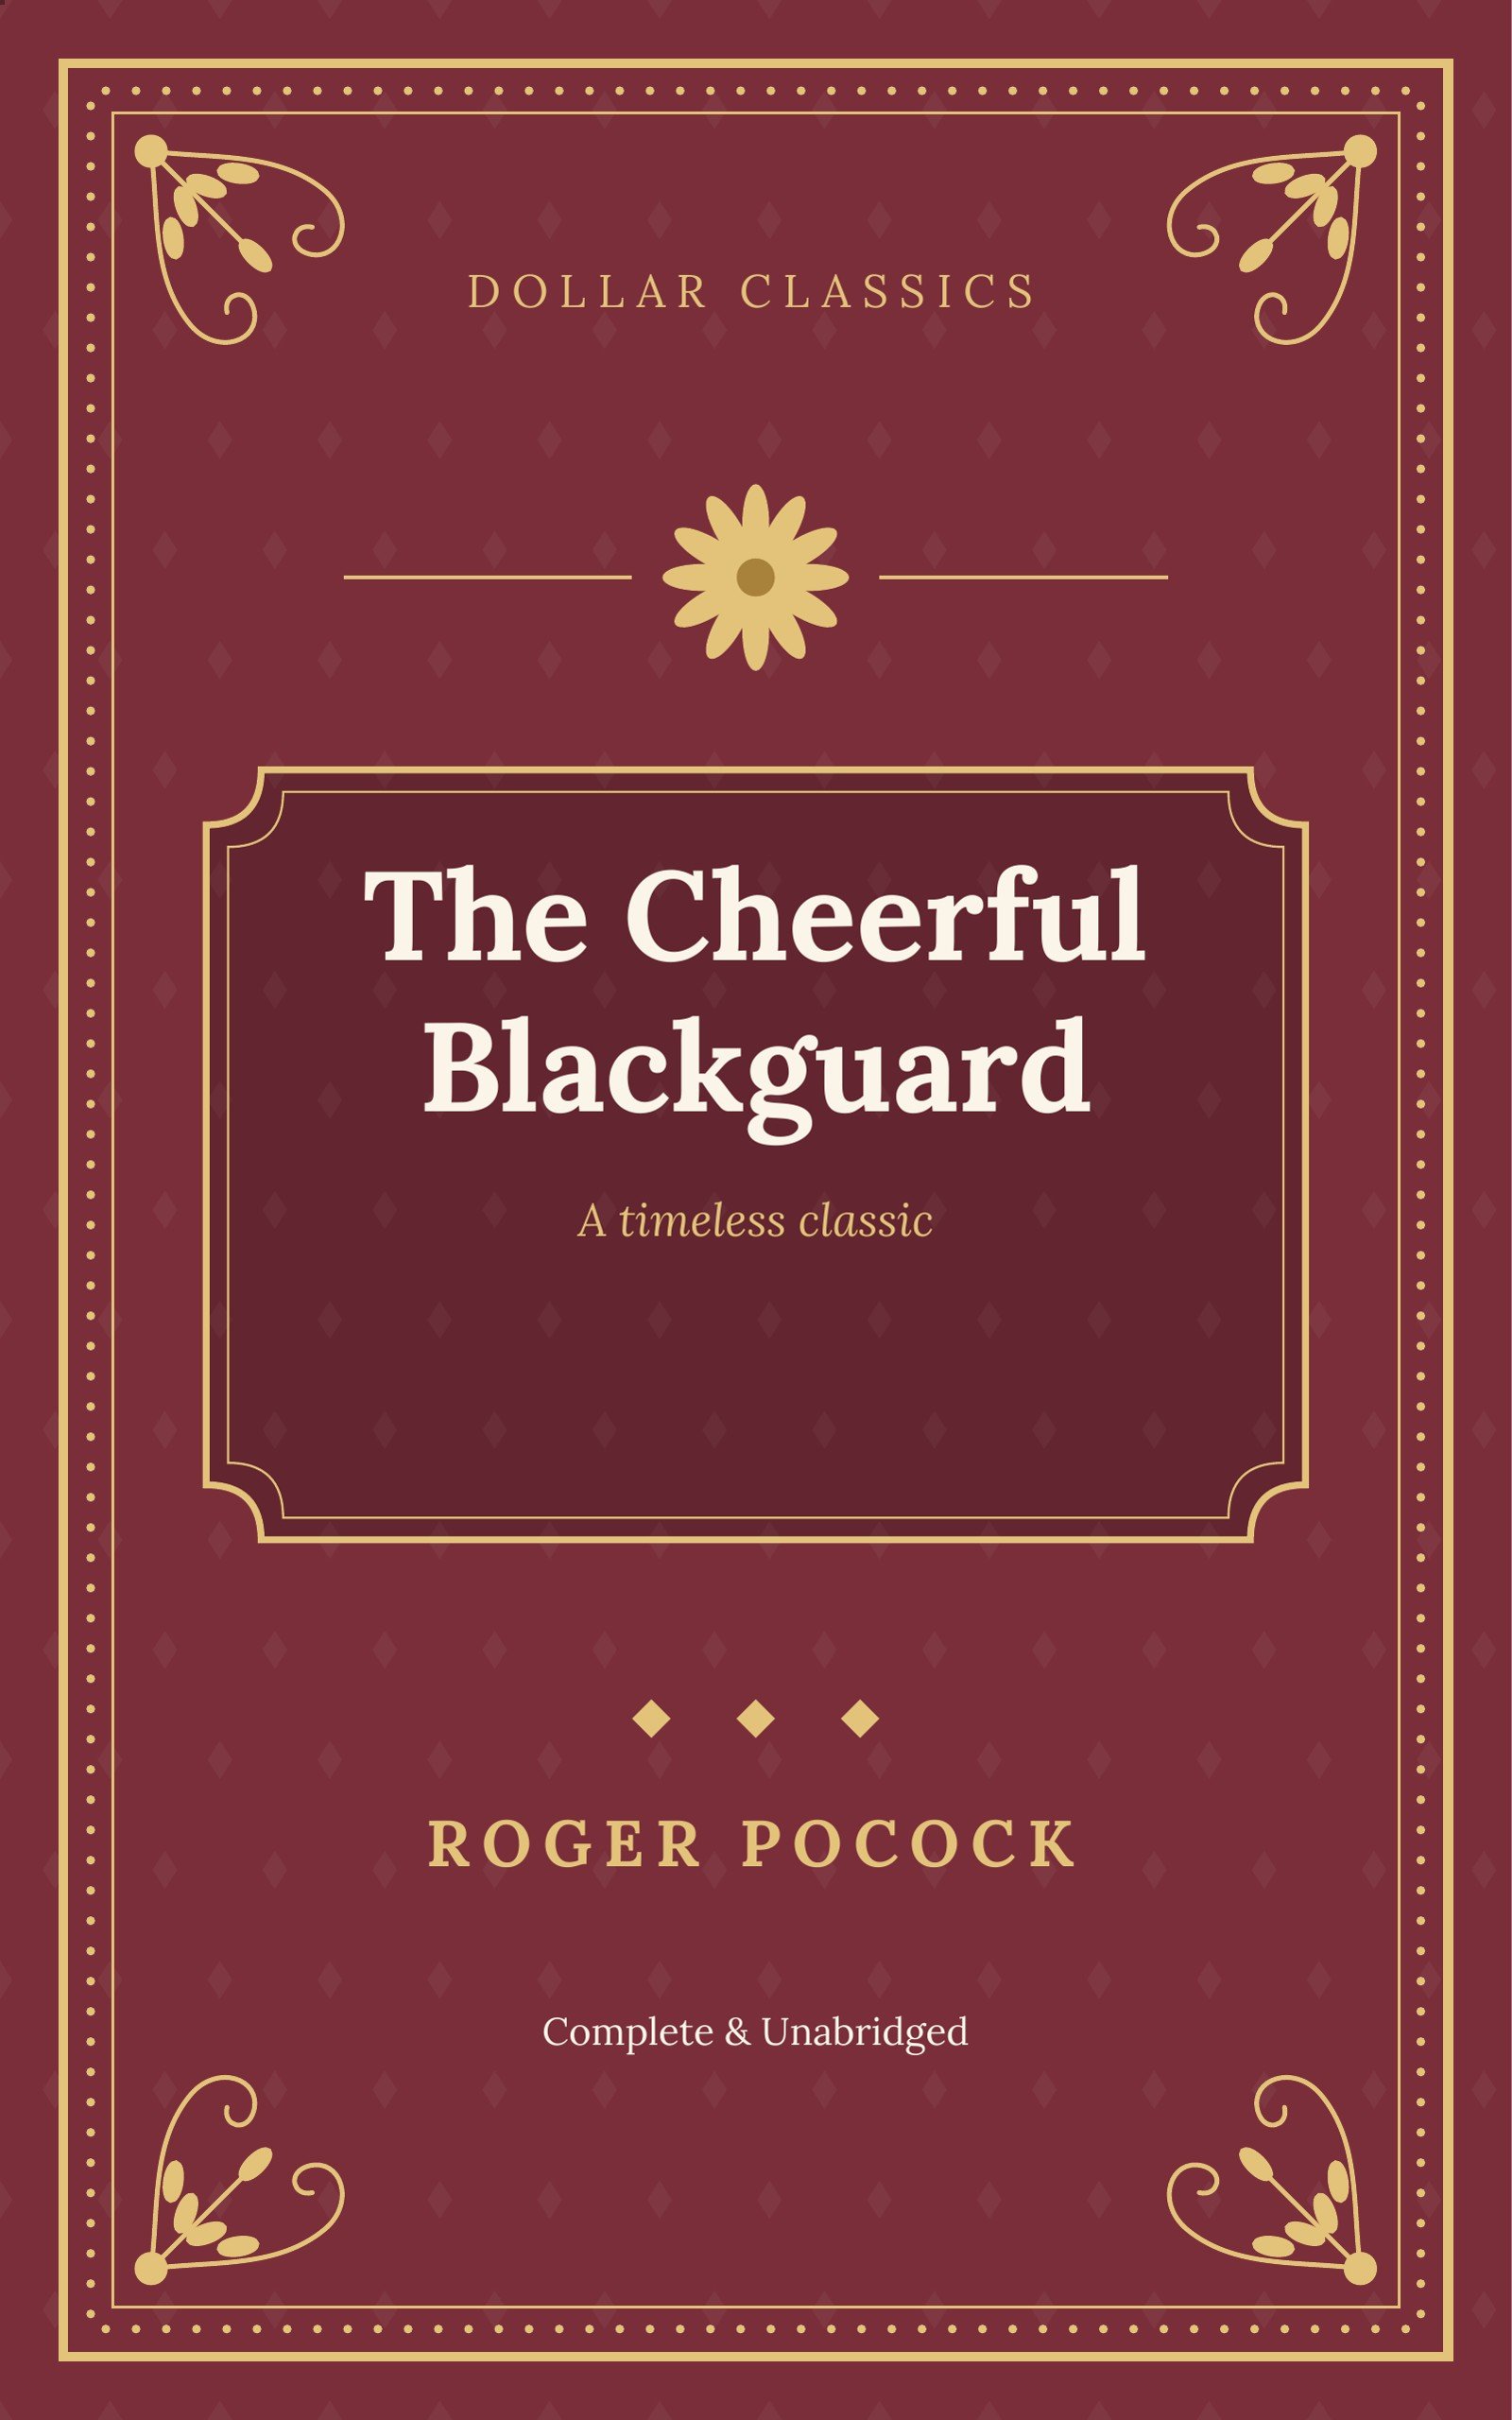 DOLLAR CLASSICS
The Cheerful
Blackguard
A timeless classic
ROGER POCOCK
Complete & Unabridged